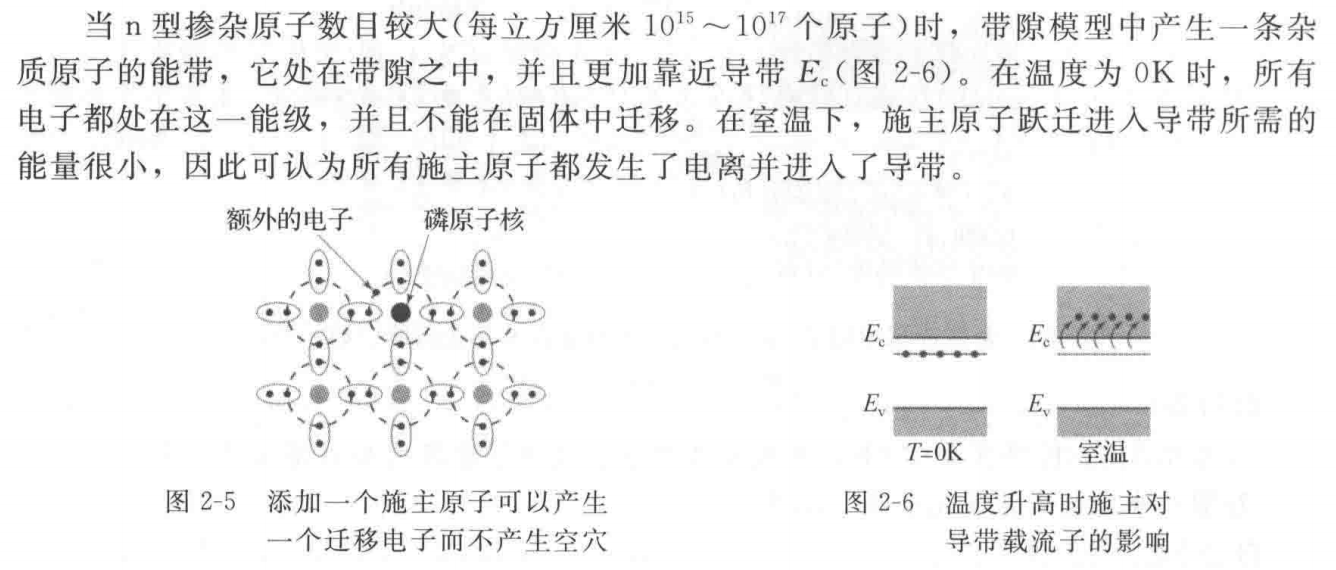 当 n 型掺杂原子数目较大(每立方厘米 10¹⁵～10¹⁷ 个原子)时，带隙模型中产生一条杂
质原子的能带，它处在带隙之中，并且更加靠近导带 Ec(图 2-6)。在温度为 0K 时，所有
电子都处在这一能级，并且不能在固体中迁移。在室温下，施主原子跃迁进入导带所需的
能量很小，因此可认为所有施主原子都发生了电离并进入了导带。
额外的电子
磷原子核
Ec
Ev
T=0K
Ec
Ev
室温
图 2-5 添加一个施主原子可以产生
一个迁移电子而不产生空穴
图 2-6 温度升高时施主对
导带载流子的影响